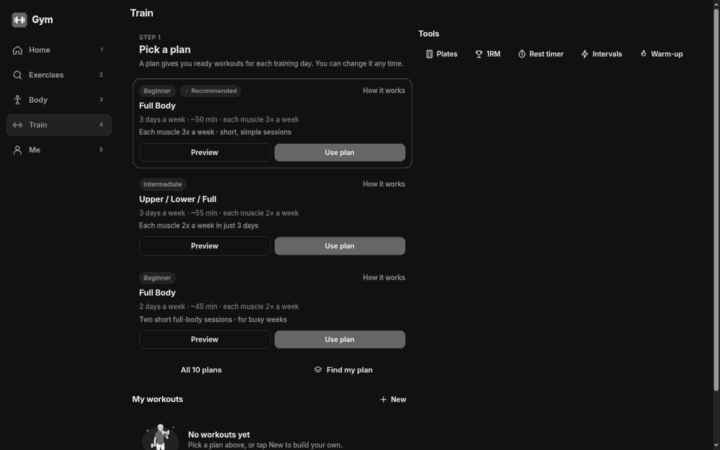 Gym
Home 1
Exercises 2
Body 3
Train 4
Me 5
Train
STEP 1
Pick a plan
A plan gives you ready workouts for each training day. You can change it any time.
Beginner ✓ Recommended How it works
Full Body
3 days a week · ~50 min · each muscle 3× a week
Each muscle 3x a week · short, simple sessions
Preview Use plan
Intermediate How it works
Upper / Lower / Full
3 days a week · ~55 min · each muscle 2× a week
Each muscle 2x a week in just 3 days
Preview Use plan
Beginner How it works
Full Body
2 days a week · ~45 min · each muscle 2× a week
Two short full-body sessions · for busy weeks
Preview Use plan
All 10 plans Find my plan
My workouts + New
No workouts yet
Pick a plan above, or tap New to build your own.
Tools
Plates 1RM Rest timer Intervals Warm-up